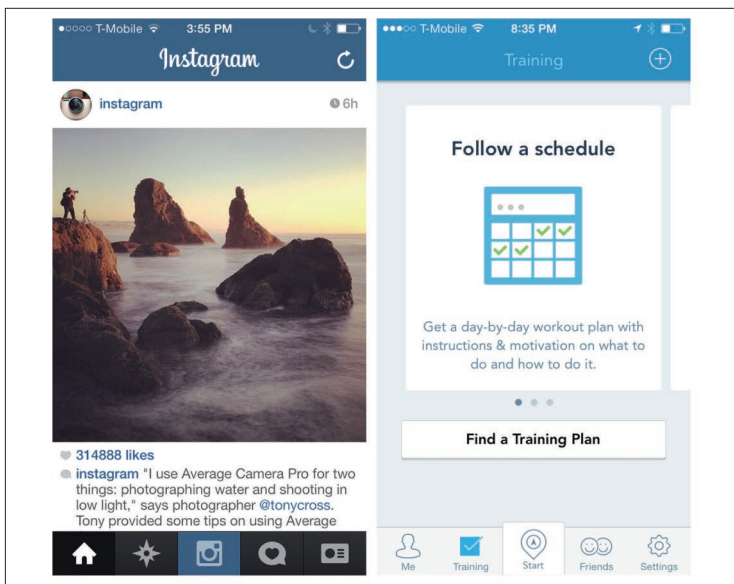 T-Mobile 3:55 PM
Instagram
instagram 6h
314888 likes
instagram "I use Average Camera Pro for two
things: photographing water and shooting in
low light," says photographer @tonycross.
Tony provided some tips on using Average
T-Mobile 8:35 PM
Training
Follow a schedule
Get a day-by-day workout plan with
instructions & motivation on what to
do and how to do it.
Find a Training Plan
Me Training Start Friends Settings